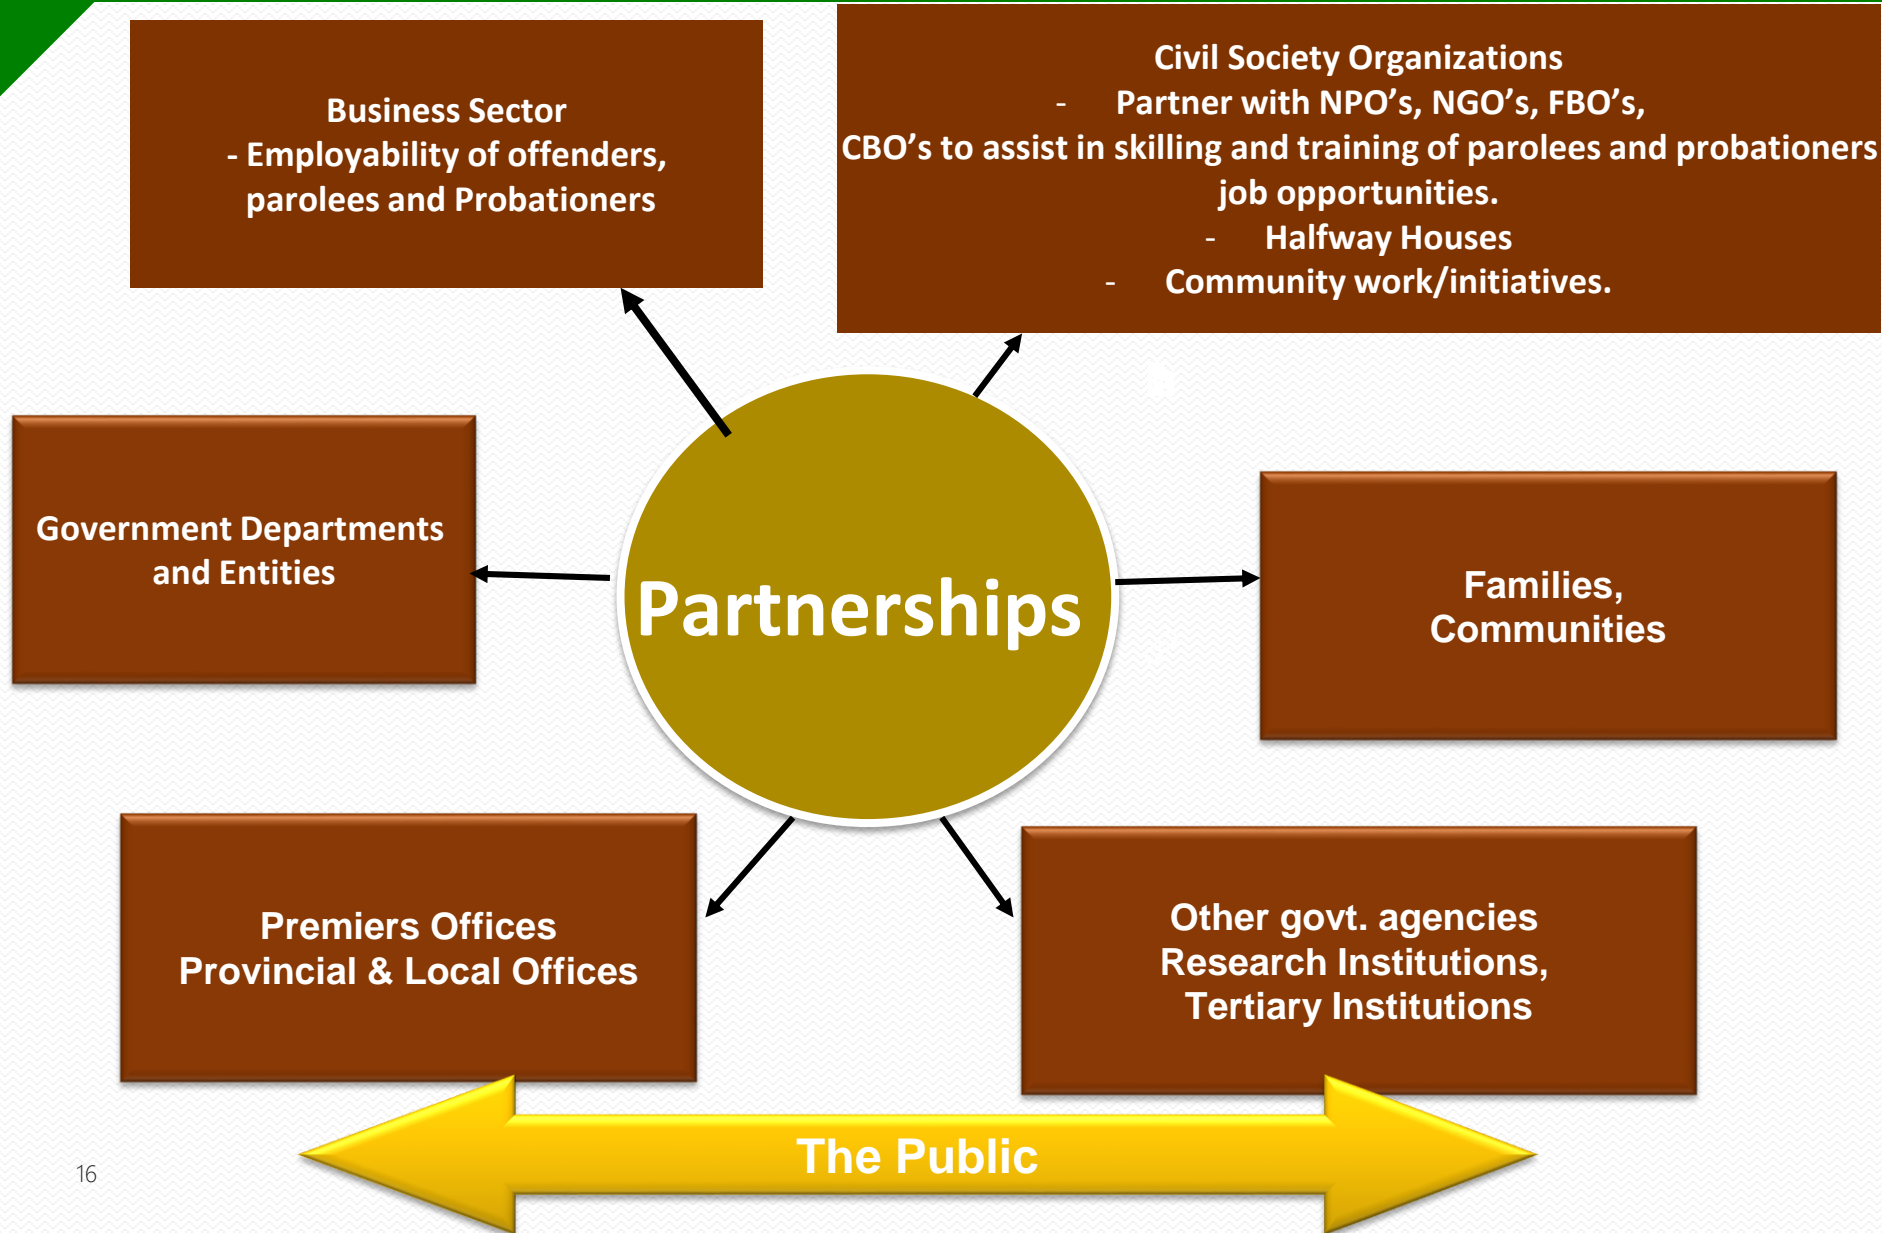 Business Sector
- Employability of offenders,
parolees and Probationers
Civil Society Organizations
- Partner with NPO’s, NGO’s, FBO’s,
CBO’s to assist in skilling and training of parolees and probationers
job opportunities.
- Halfway Houses
- Community work/initiatives.
Government Departments
and Entities
Partnerships
Families,
Communities
Premiers Offices
Provincial & Local Offices
Other govt. agencies
Research Institutions,
Tertiary Institutions
The Public
16